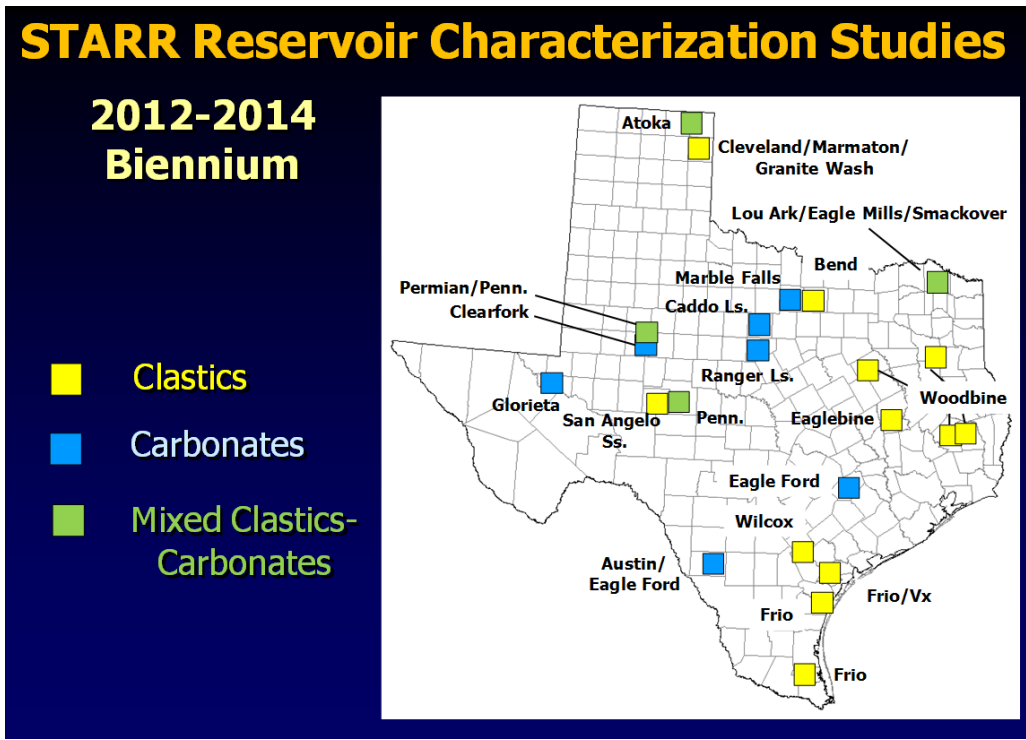 STARR Reservoir Characterization Studies
2012-2014
Biennium
Clastics
Carbonates
Mixed Clastics-
Carbonates
Atoka
Cleveland/Marmaton/
Granite Wash
Lou Ark/Eagle Mills/Smackover
Bend
Marble Falls
Permian/Penn.
Caddo Ls.
Clearfork
Ranger Ls.
Woodbine
Glorieta
San Angelo
Ss.
Penn.
Eaglebine
Eagle Ford
Wilcox
Austin/
Eagle Ford
Frio/Vx
Frio
Frio